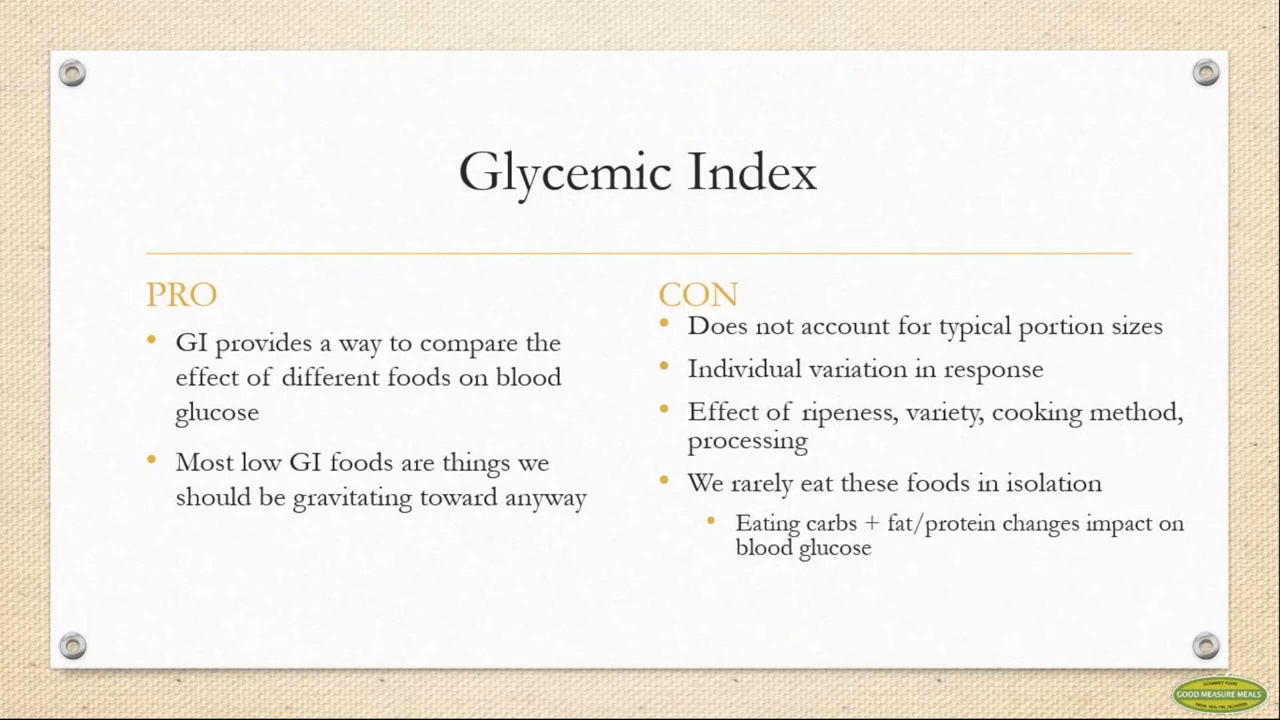 Glycemic Index
PRO
• GI provides a way to compare the
effect of different foods on blood
glucose
• Most low GI foods are things we
should be gravitating toward anyway
CON
• Does not account for typical portion sizes
• Individual variation in response
• Effect of ripeness, variety, cooking method,
processing
• We rarely eat these foods in isolation
• Eating carbs + fat/protein changes impact on
blood glucose
GOURMET FOOD
GOOD MEASURE MEALS